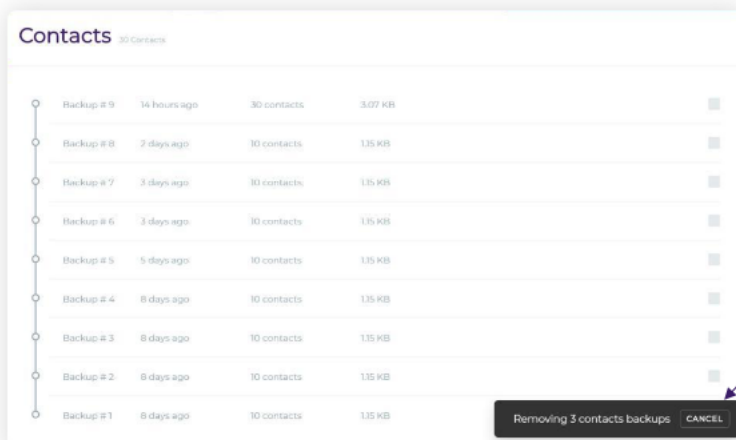 Contacts 30 Contacts
Backup # 9 14 hours ago 30 contacts 3.07 KB
Backup # 8 2 days ago 10 contacts 1.15 KB
Backup # 7 3 days ago 10 contacts 1.15 KB
Backup # 6 3 days ago 10 contacts 1.15 KB
Backup # 5 5 days ago 10 contacts 1.15 KB
Backup # 4 8 days ago 10 contacts 1.15 KB
Backup # 3 8 days ago 10 contacts 1.15 KB
Backup # 2 8 days ago 10 contacts 1.15 KB
Backup # 1 8 days ago 10 contacts 1.15 KB
Removing 3 contacts backups CANCEL